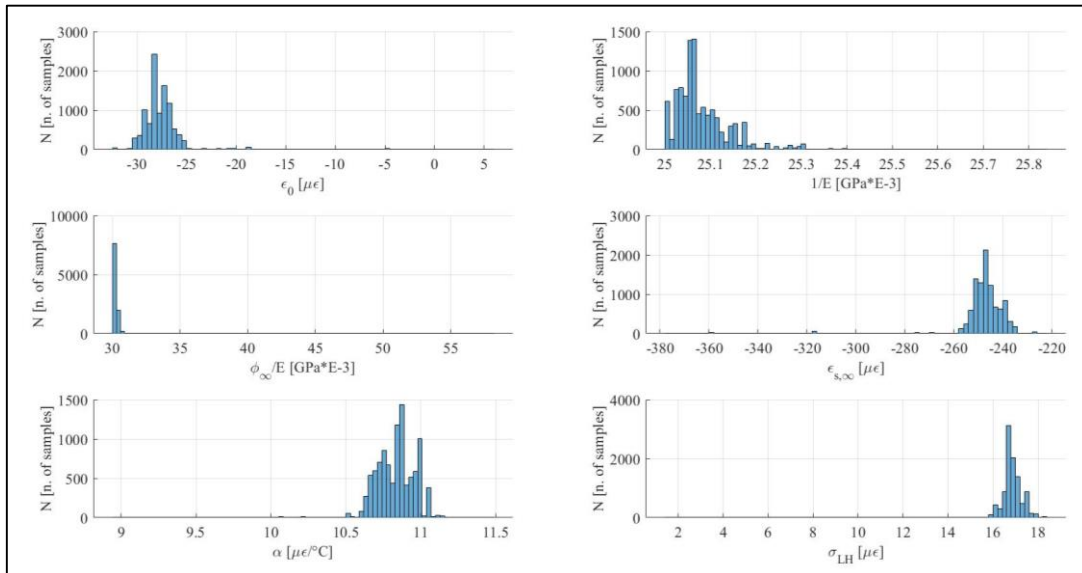 N [n. of samples]
3000
2000
1000
0
-30 -25 -20 -15 -10 -5 0 5
ϵ0 [μϵ]
N [n. of samples]
1500
1000
500
0
25 25.1 25.2 25.3 25.4 25.5 25.6 25.7 25.8
1/E [GPa*E-3]
N [n. of samples]
10000
5000
0
30 35 40 45 50 55
ϕ∞/E [GPa*E-3]
N [n. of samples]
3000
2000
1000
0
-380 -360 -340 -320 -300 -280 -260 -240 -220
ϵs,∞ [μϵ]
N [n. of samples]
1500
1000
500
0
9 9.5 10 10.5 11 11.5
α [μϵ/°C]
N [n. of samples]
4000
2000
0
2 4 6 8 10 12 14 16 18
σLH [μϵ]